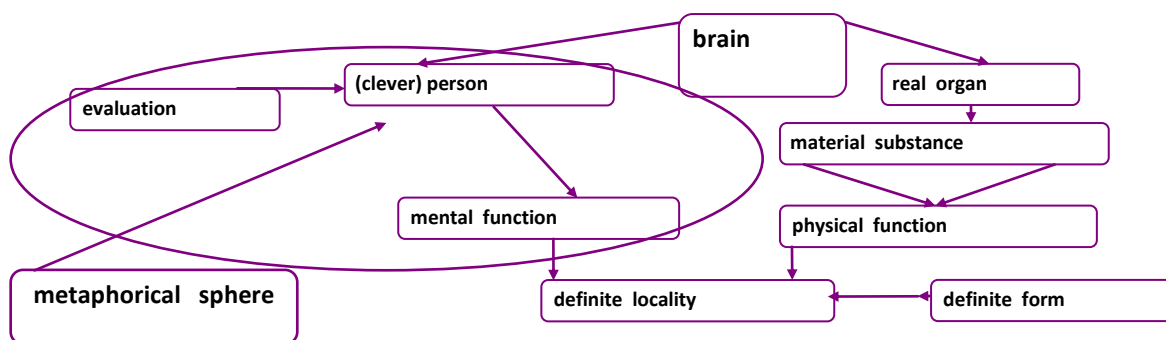 brain
(clever) person
real organ
evaluation
material substance
mental function
physical function
metaphorical sphere
definite locality
definite form